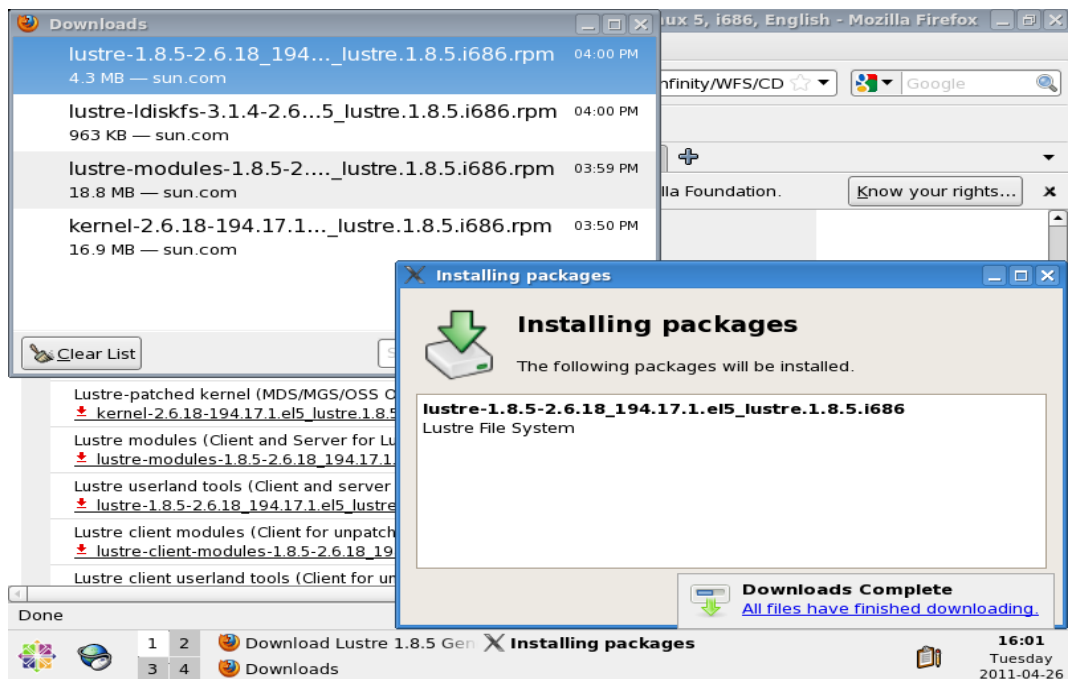 Downloads
lustre-1.8.5-2.6.18_194..._lustre.1.8.5.i686.rpm 04:00 PM
4.3 MB — sun.com
lustre-ldiskfs-3.1.4-2.6...5_lustre.1.8.5.i686.rpm 04:00 PM
963 KB — sun.com
lustre-modules-1.8.5-2...._lustre.1.8.5.i686.rpm 03:59 PM
18.8 MB — sun.com
kernel-2.6.18-194.17.1..._lustre.1.8.5.i686.rpm 03:50 PM
16.9 MB — sun.com
Clear List
ux 5, i686, English - Mozilla Firefox
nfinity/WFS/CD
Google
lla Foundation.
Know your rights...
Installing packages
Installing packages
The following packages will be installed.
lustre-1.8.5-2.6.18_194.17.1.el5_lustre.1.8.5.i686
Lustre File System
Lustre-patched kernel (MDS/MGS/OSS O
kernel-2.6.18-194.17.1.el5_lustre.1.8.5
Lustre modules (Client and Server for Lu
lustre-modules-1.8.5-2.6.18_194.17.1.
Lustre userland tools (Client and server
lustre-1.8.5-2.6.18_194.17.1.el5_lustre
Lustre client modules (Client for unpatch
lustre-client-modules-1.8.5-2.6.18_19
Lustre client userland tools (Client for un
Downloads Complete
All files have finished downloading.
Done
1 2
3 4
Download Lustre 1.8.5 Gen
Installing packages
Downloads
16:01
Tuesday
2011-04-26